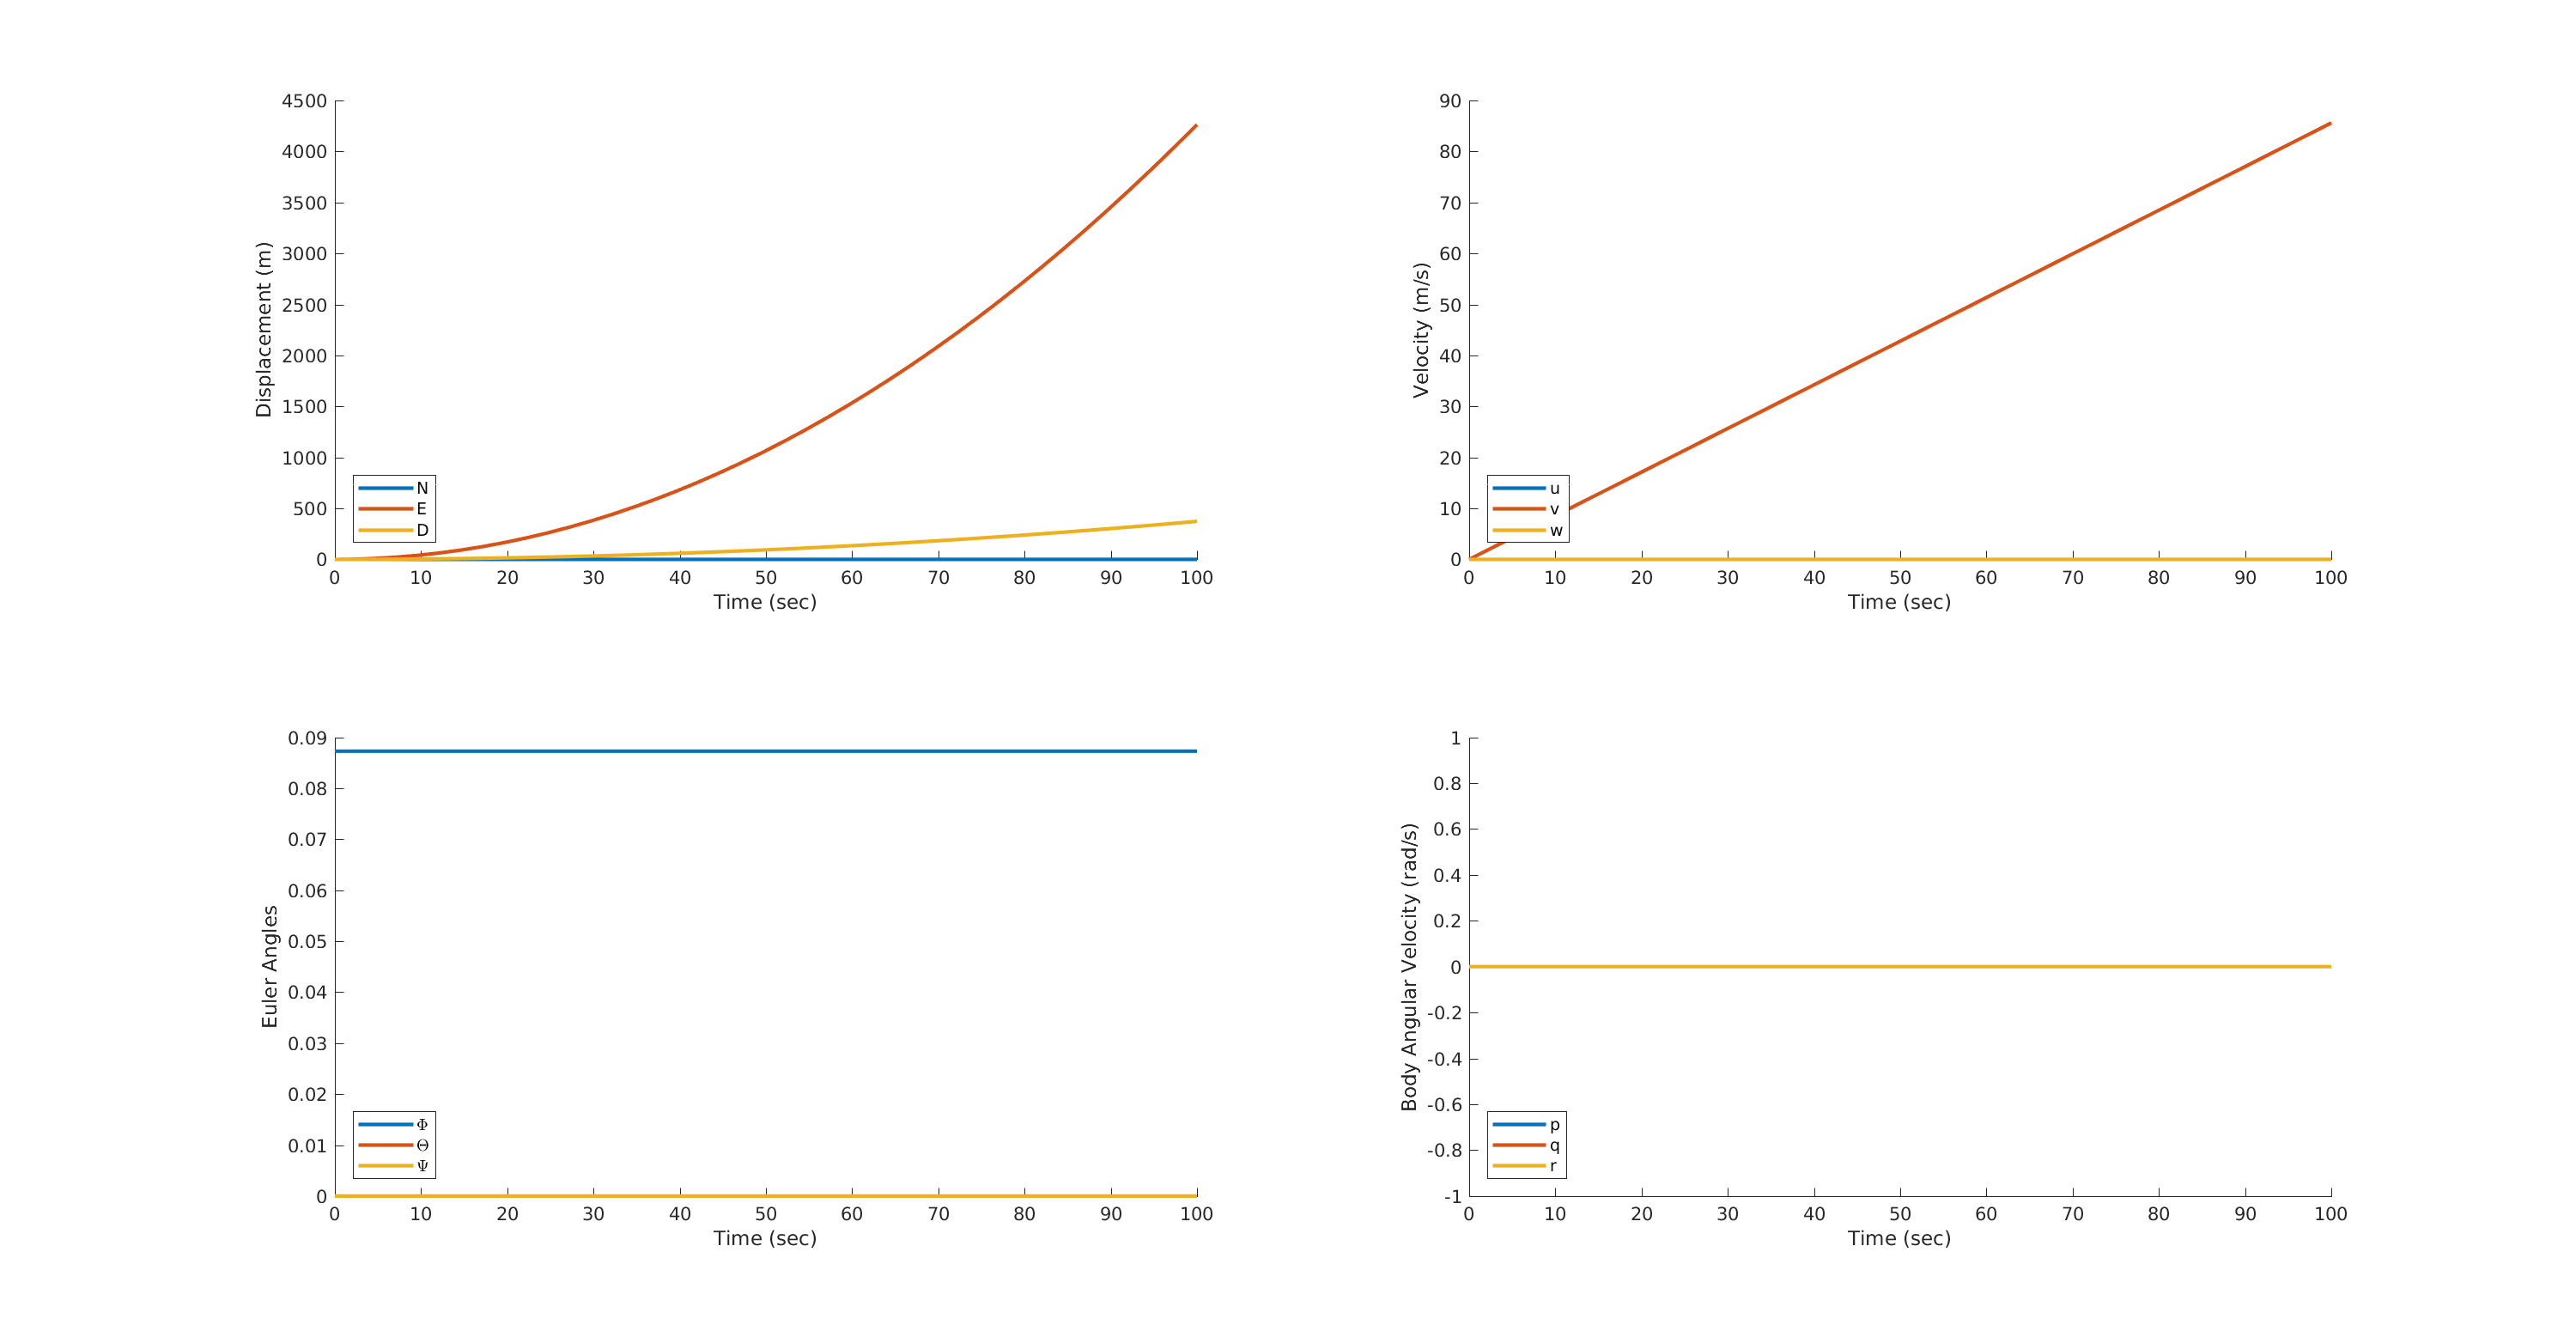 4500
4000
3500
3000
2500
2000
1500
1000
500
0
Displacement (m)
N
E
D
0 10 20 30 40 50 60 70 80 90 100
Time (sec)
90
80
70
60
50
40
30
20
10
0
Velocity (m/s)
u
v
w
0 10 20 30 40 50 60 70 80 90 100
Time (sec)
0.09
0.08
0.07
0.06
0.05
0.04
0.03
0.02
0.01
0
Euler Angles
Φ
Θ
Ψ
0 10 20 30 40 50 60 70 80 90 100
Time (sec)
1
0.8
0.6
0.4
0.2
0
-0.2
-0.4
-0.6
-0.8
-1
Body Angular Velocity (rad/s)
p
q
r
0 10 20 30 40 50 60 70 80 90 100
Time (sec)